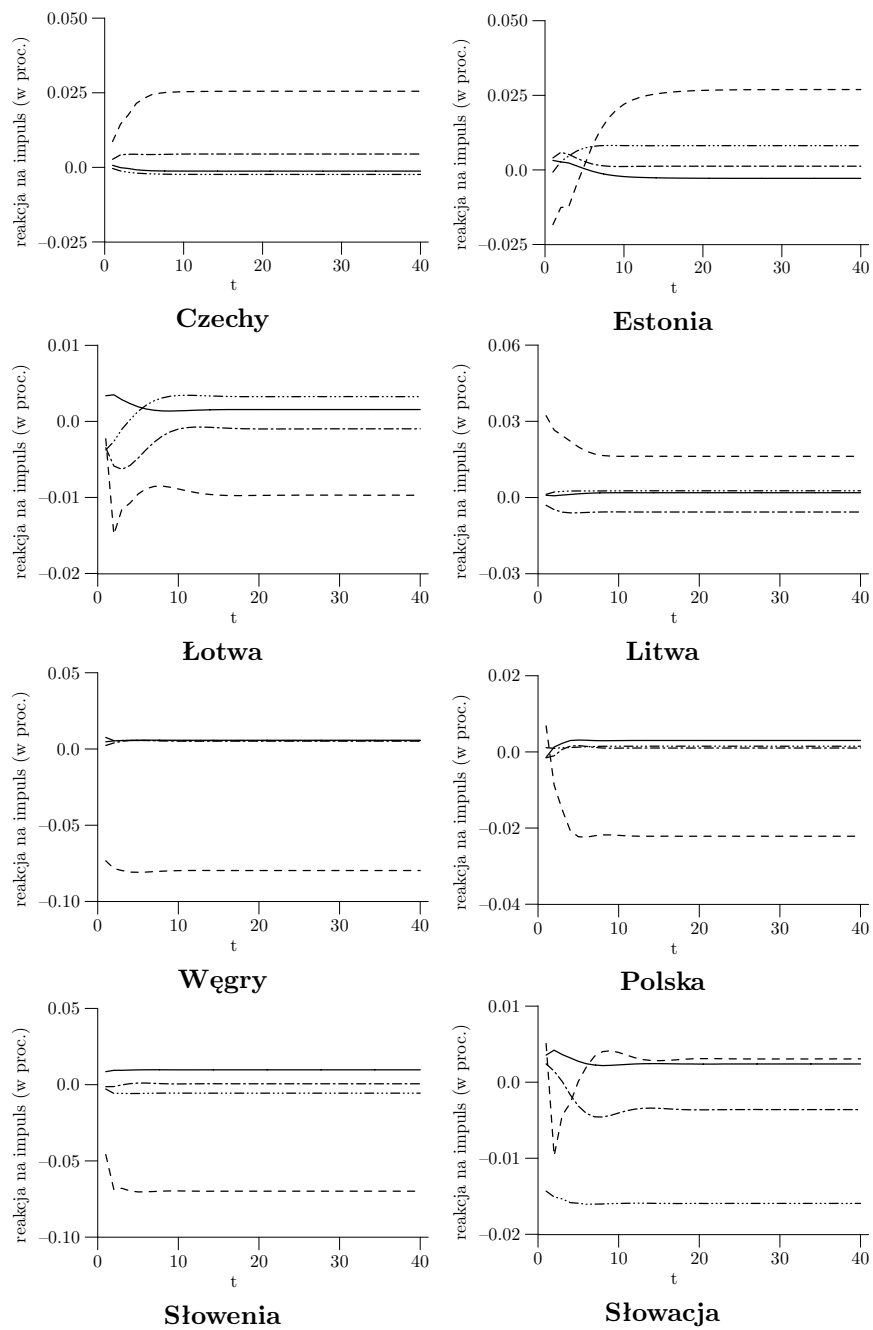 0.050
0.025
0.0
–0.025
reakcja na impuls (w proc.)
0 10 20 30 40
t
Czechy
0.050
0.025
0.0
–0.025
reakcja na impuls (w proc.)
0 10 20 30 40
t
Estonia
0.01
0.0
–0.01
–0.02
reakcja na impuls (w proc.)
0 10 20 30 40
t
Łotwa
0.06
0.03
0.0
–0.03
reakcja na impuls (w proc.)
0 10 20 30 40
t
Litwa
0.05
0.0
–0.05
–0.10
reakcja na impuls (w proc.)
0 10 20 30 40
t
Węgry
0.02
0.0
–0.02
–0.04
reakcja na impuls (w proc.)
0 10 20 30 40
t
Polska
0.05
0.0
–0.05
–0.10
reakcja na impuls (w proc.)
0 10 20 30 40
t
Słowenia
0.01
0.0
–0.01
–0.02
reakcja na impuls (w proc.)
0 10 20 30 40
t
Słowacja